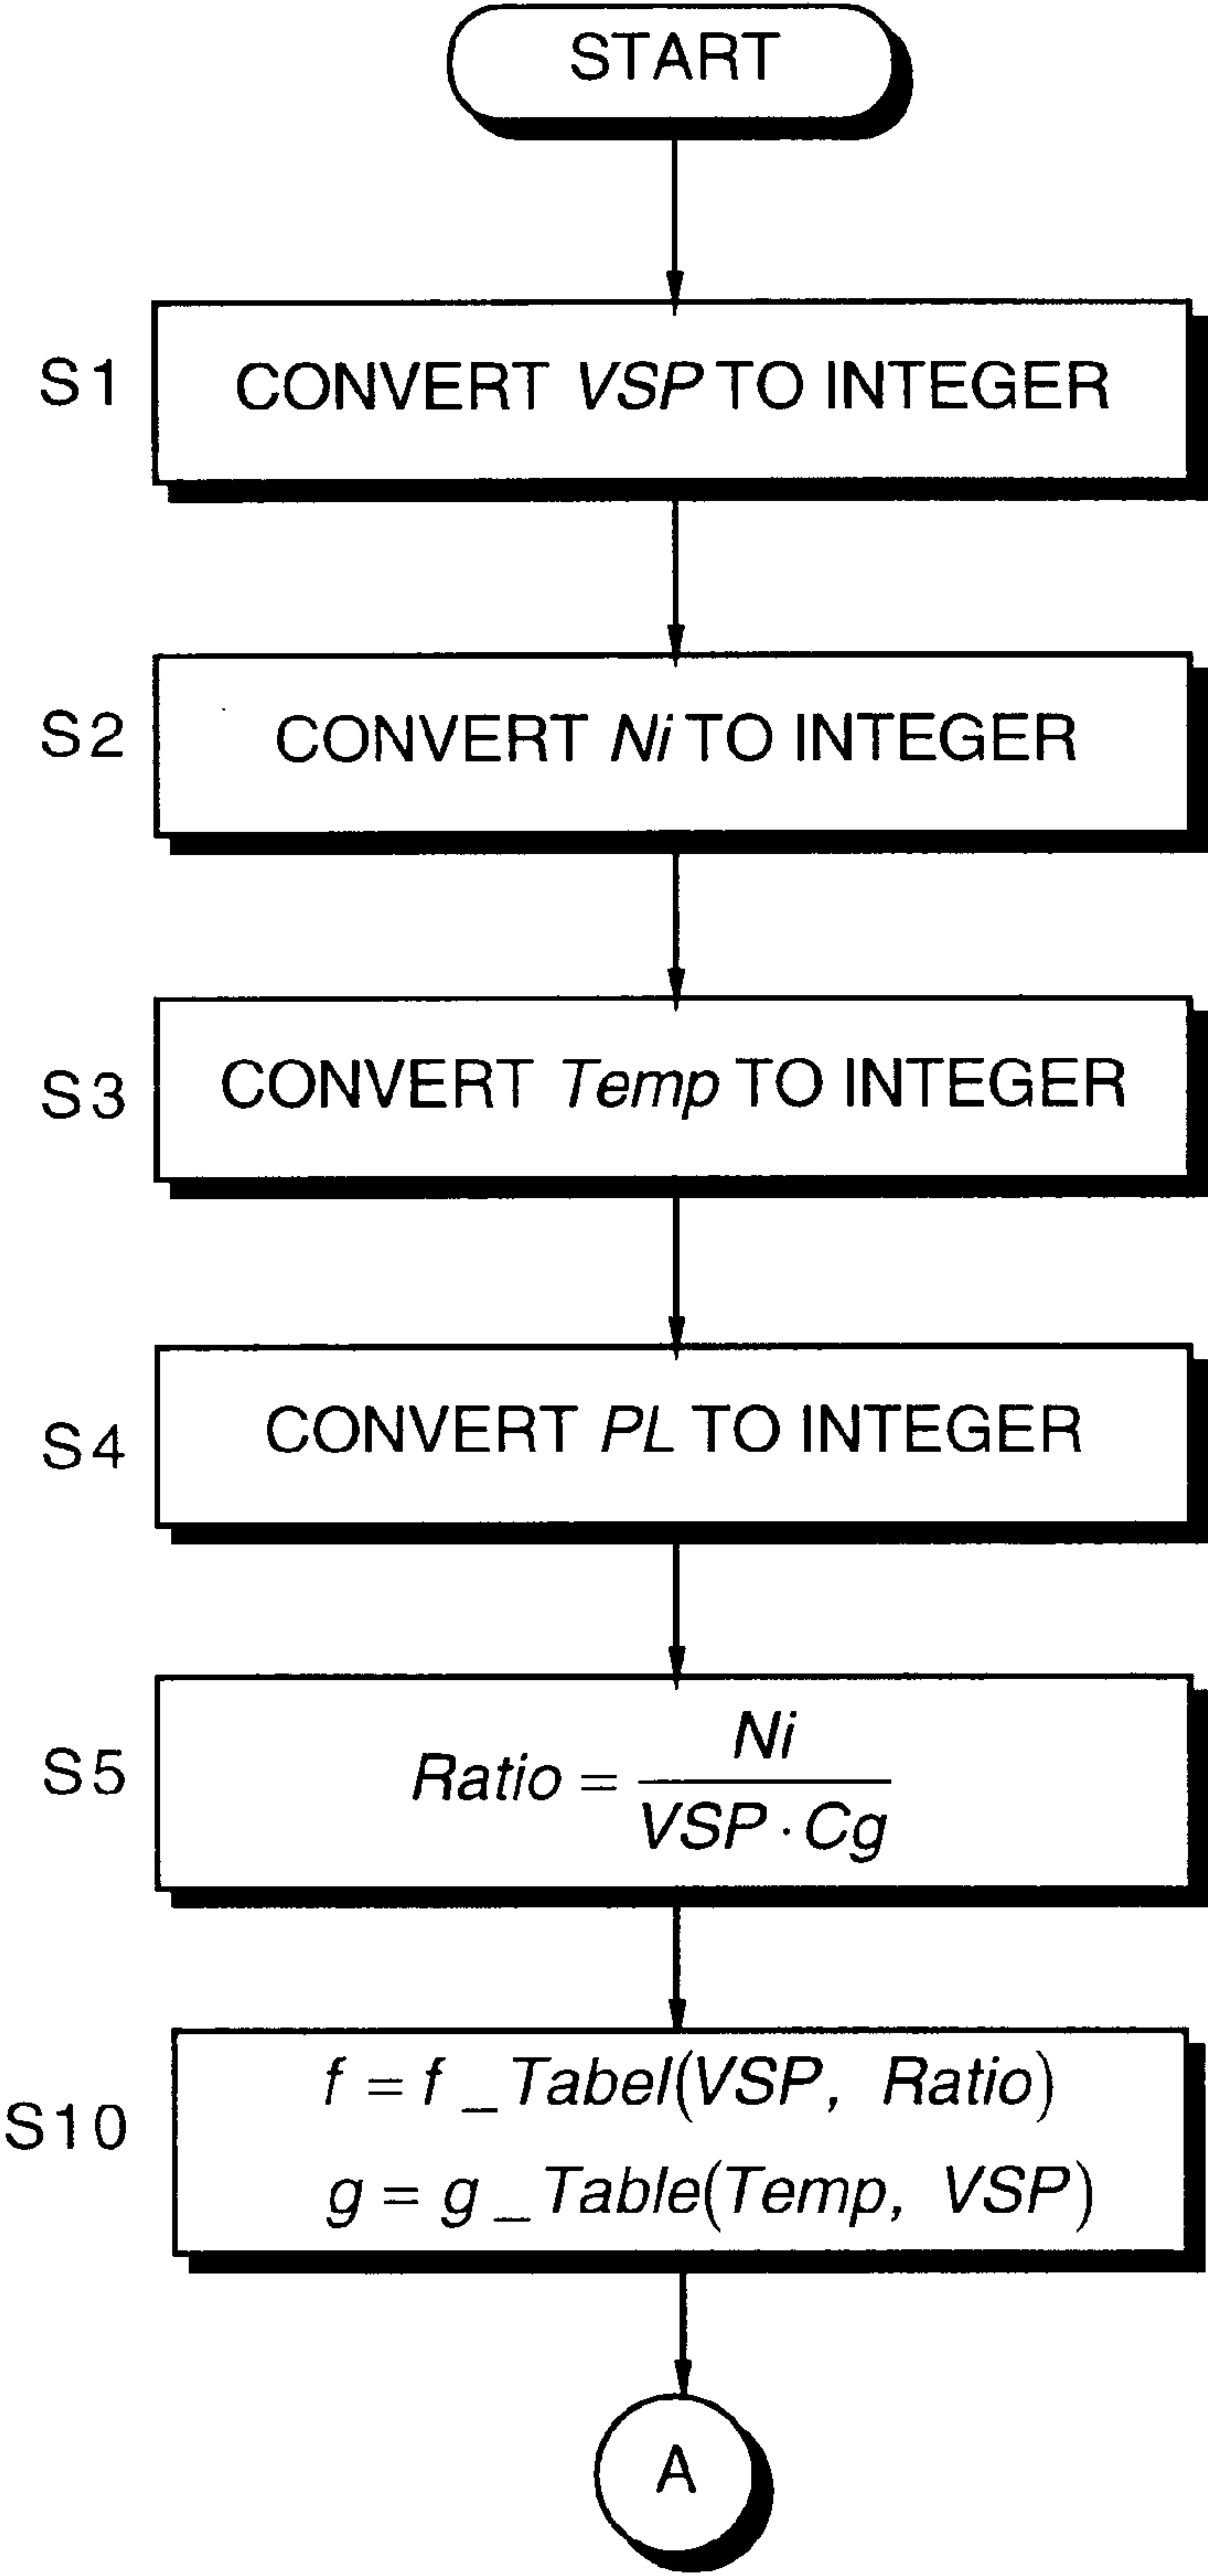 START
S1 CONVERT VSP TO INTEGER
S2 CONVERT Ni TO INTEGER
S3 CONVERT Temp TO INTEGER
S4 CONVERT PL TO INTEGER
S5 Ratio = Ni / VSP · Cg
S10 f = f_Tabel(VSP, Ratio)
g = g_Table(Temp, VSP)
A